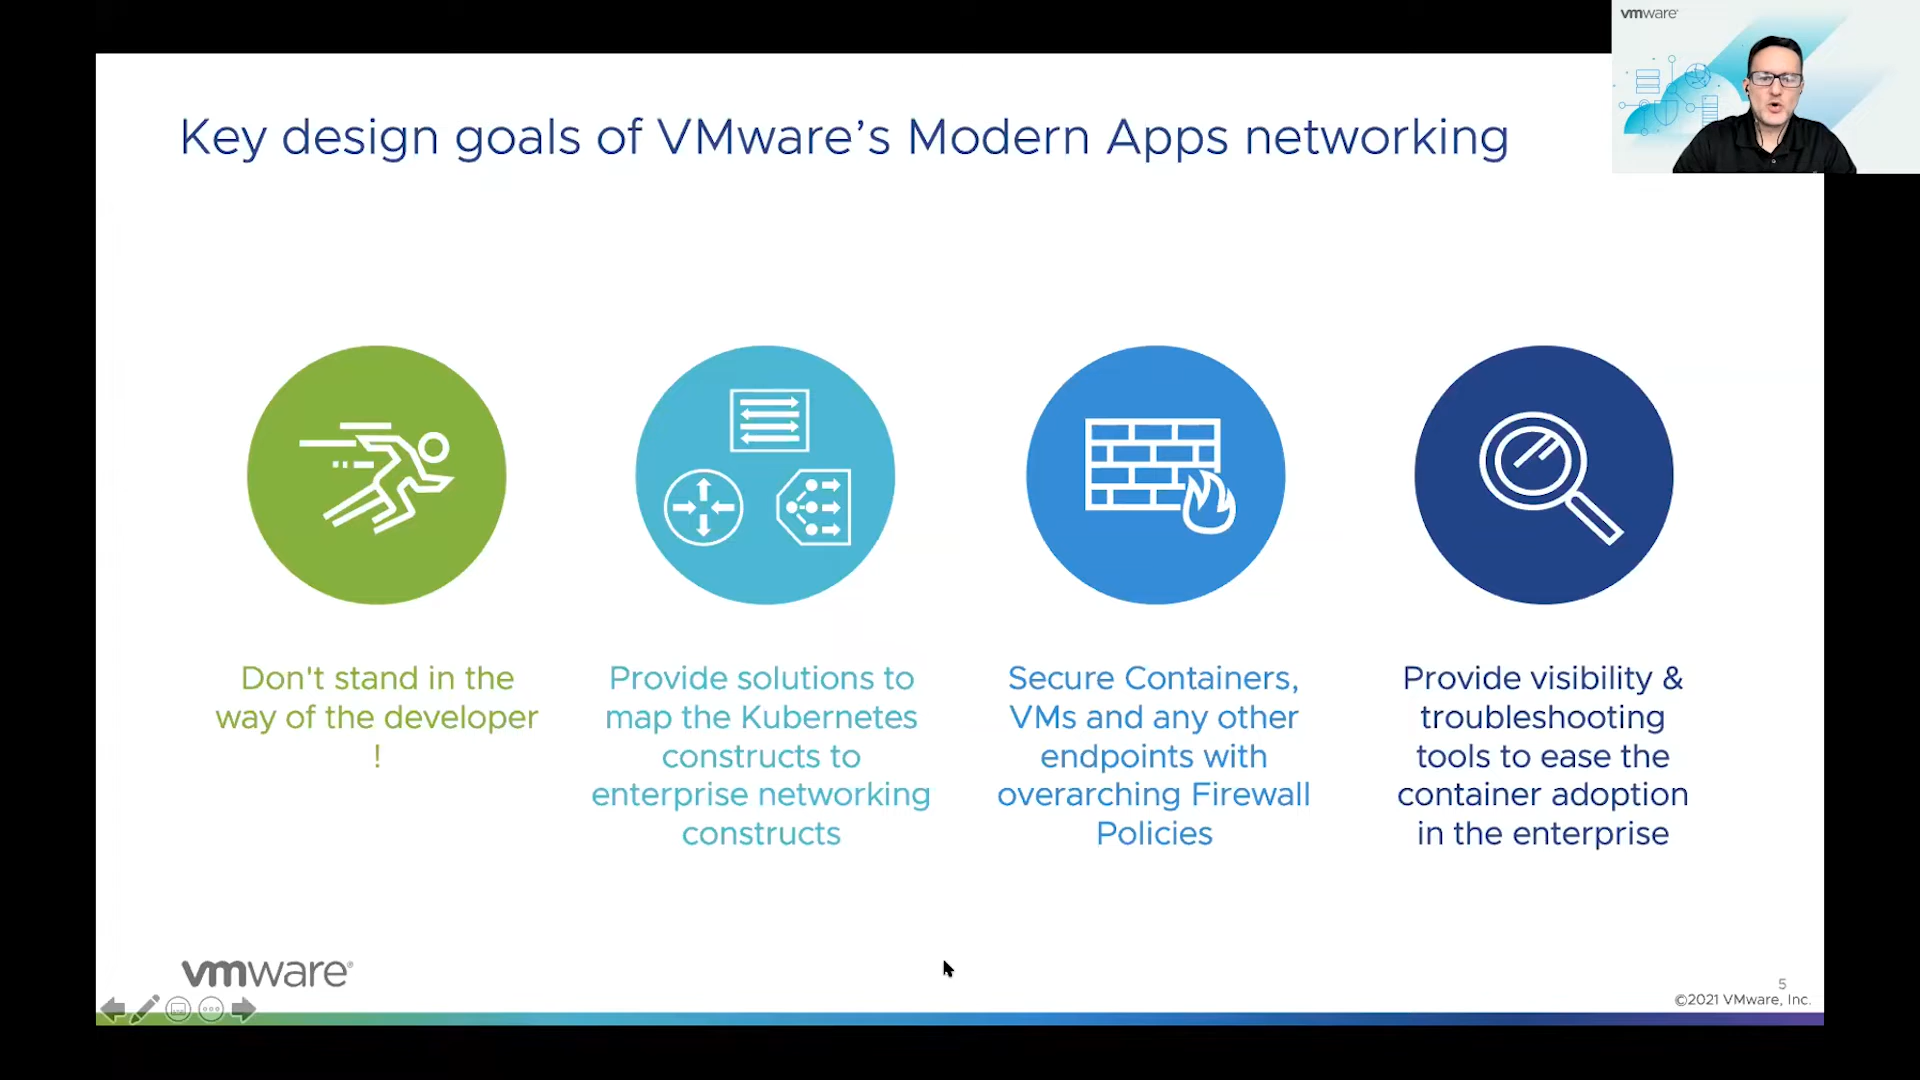 vmware®
Key design goals of VMware’s Modern Apps networking
Don't stand in the
way of the developer
!
Provide solutions to
map the Kubernetes
constructs to
enterprise networking
constructs
Secure Containers,
VMs and any other
endpoints with
overarching Firewall
Policies
Provide visibility &
troubleshooting
tools to ease the
container adoption
in the enterprise
vmware®
5
©2021 VMware, Inc.